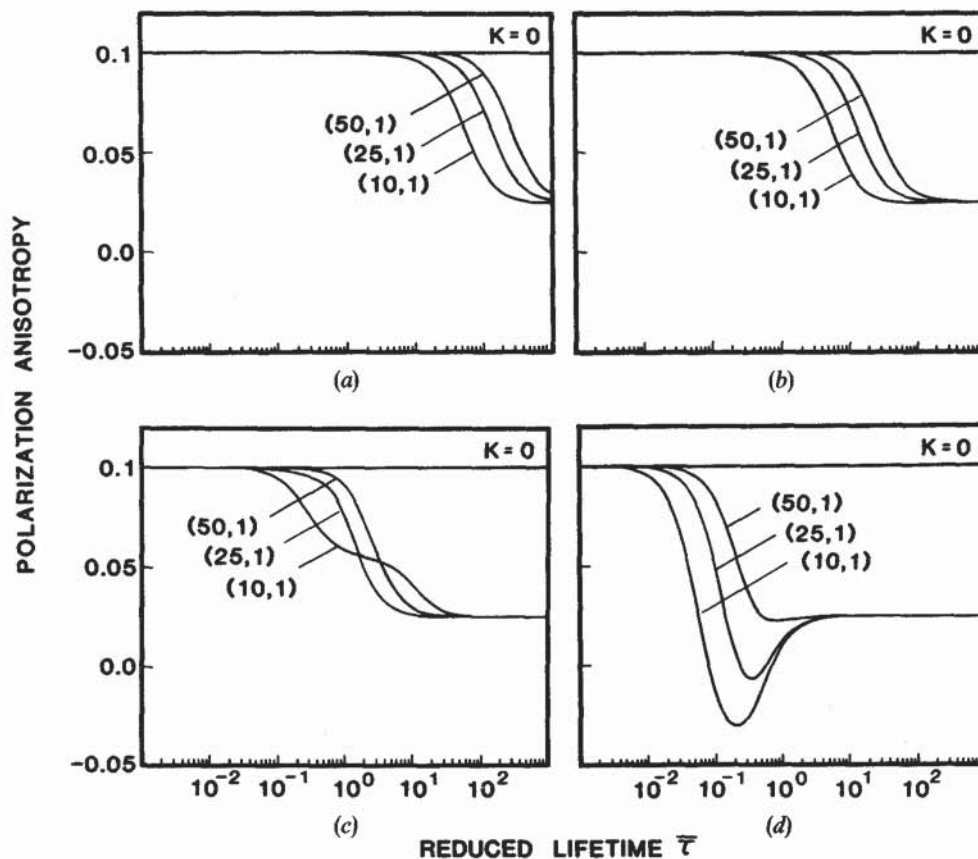 POLARIZATION ANISOTROPY
K = 0
0.1
0.05
0.0
-0.05
(50,1)
(25,1)
(10,1)
(a)
K = 0
(50,1)
(25,1)
(10,1)
(b)
K = 0
0.1
0.05
0.0
-0.05
(50,1)
(25,1)
(10,1)
10⁻² 10⁻¹ 10⁰ 10¹ 10²
(c)
K = 0
(50,1)
(25,1)
(10,1)
10⁻² 10⁻¹ 10⁰ 10¹ 10²
(d)
REDUCED LIFETIME τ̅